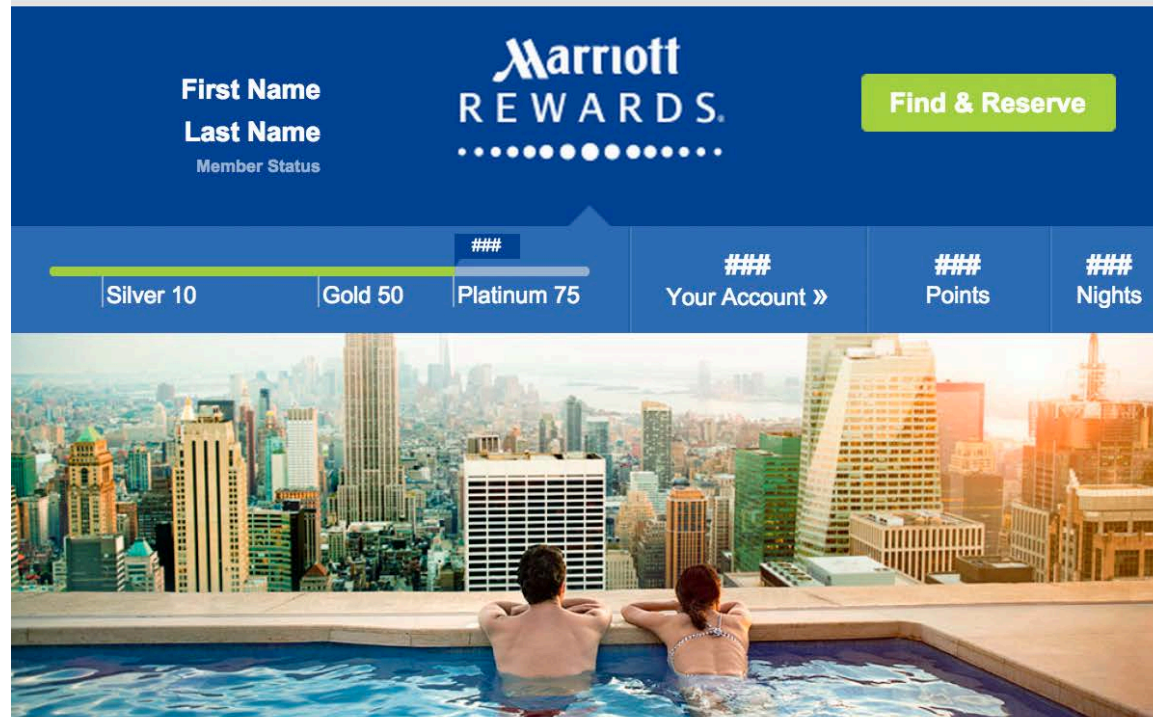 First Name
Last Name
Member Status
Marriott
REWARDS.
Find & Reserve
###
Silver 10
Gold 50
Platinum 75
###
Your Account »
###
Points
###
Nights